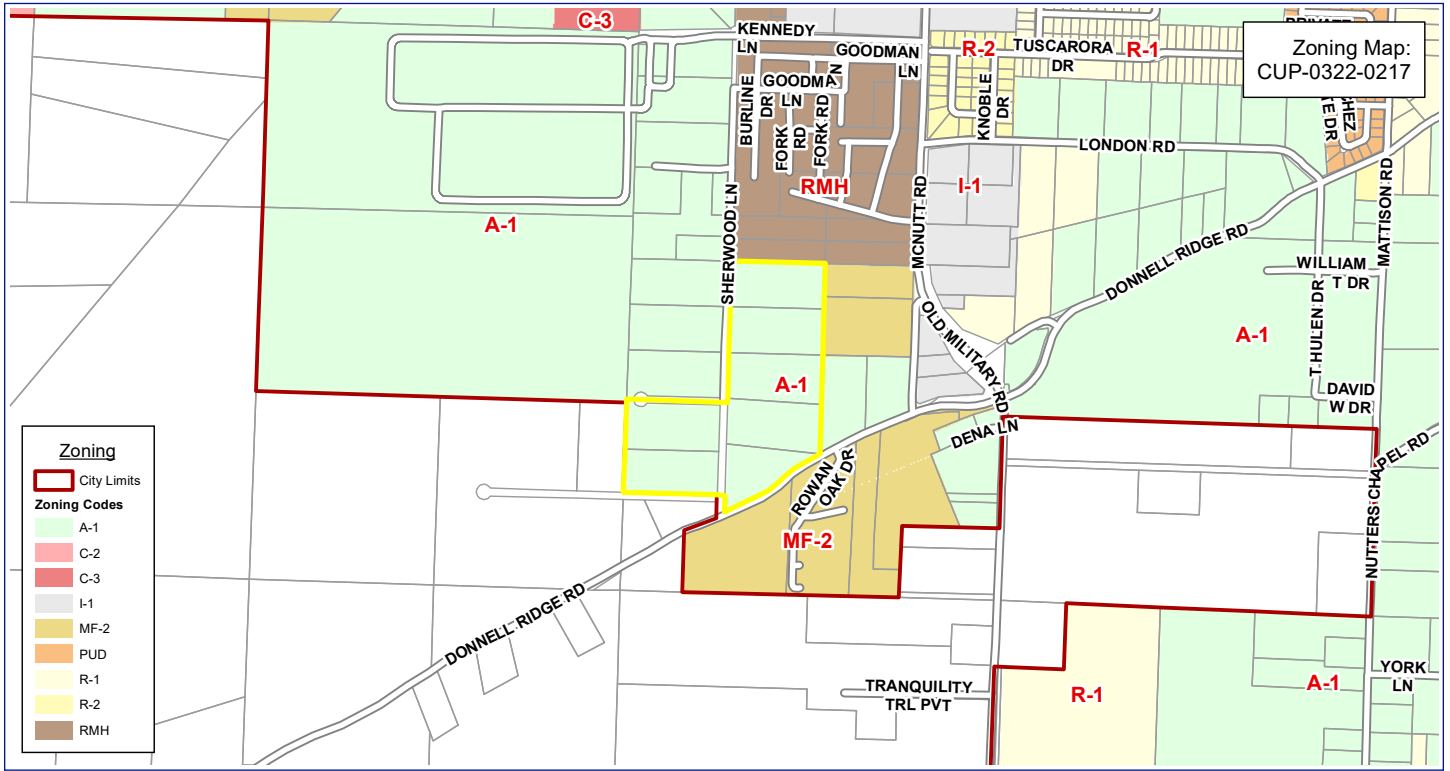 C-3
KENNEDY
LN
GOODMAN
LN
R-2
TUSCARORA
DR
R-1
Zoning Map:
CUP-0322-0217
GOODMAN
LN
BURLINE
DR
FORK
RD
FORK RD
KNOBLE
DR
LONDON RD
MATTISON RD
RMH
I-1
A-1
SHERWOOD LN
MCNUTT RD
DONNELL RIDGE RD
WILLIAM
T DR
T HULEN DR
OLD MILITARY RD
A-1
A-1
DAVID
W DR
DENA LN
NUTTERS CHAPEL RD
ROWAN
OAK DR
MF-2
DONNELL RIDGE RD
TRANQUILITY
TRL PVT
R-1
A-1
YORK
LN
Zoning
City Limits
Zoning Codes
A-1
C-2
C-3
I-1
MF-2
PUD
R-1
R-2
RMH